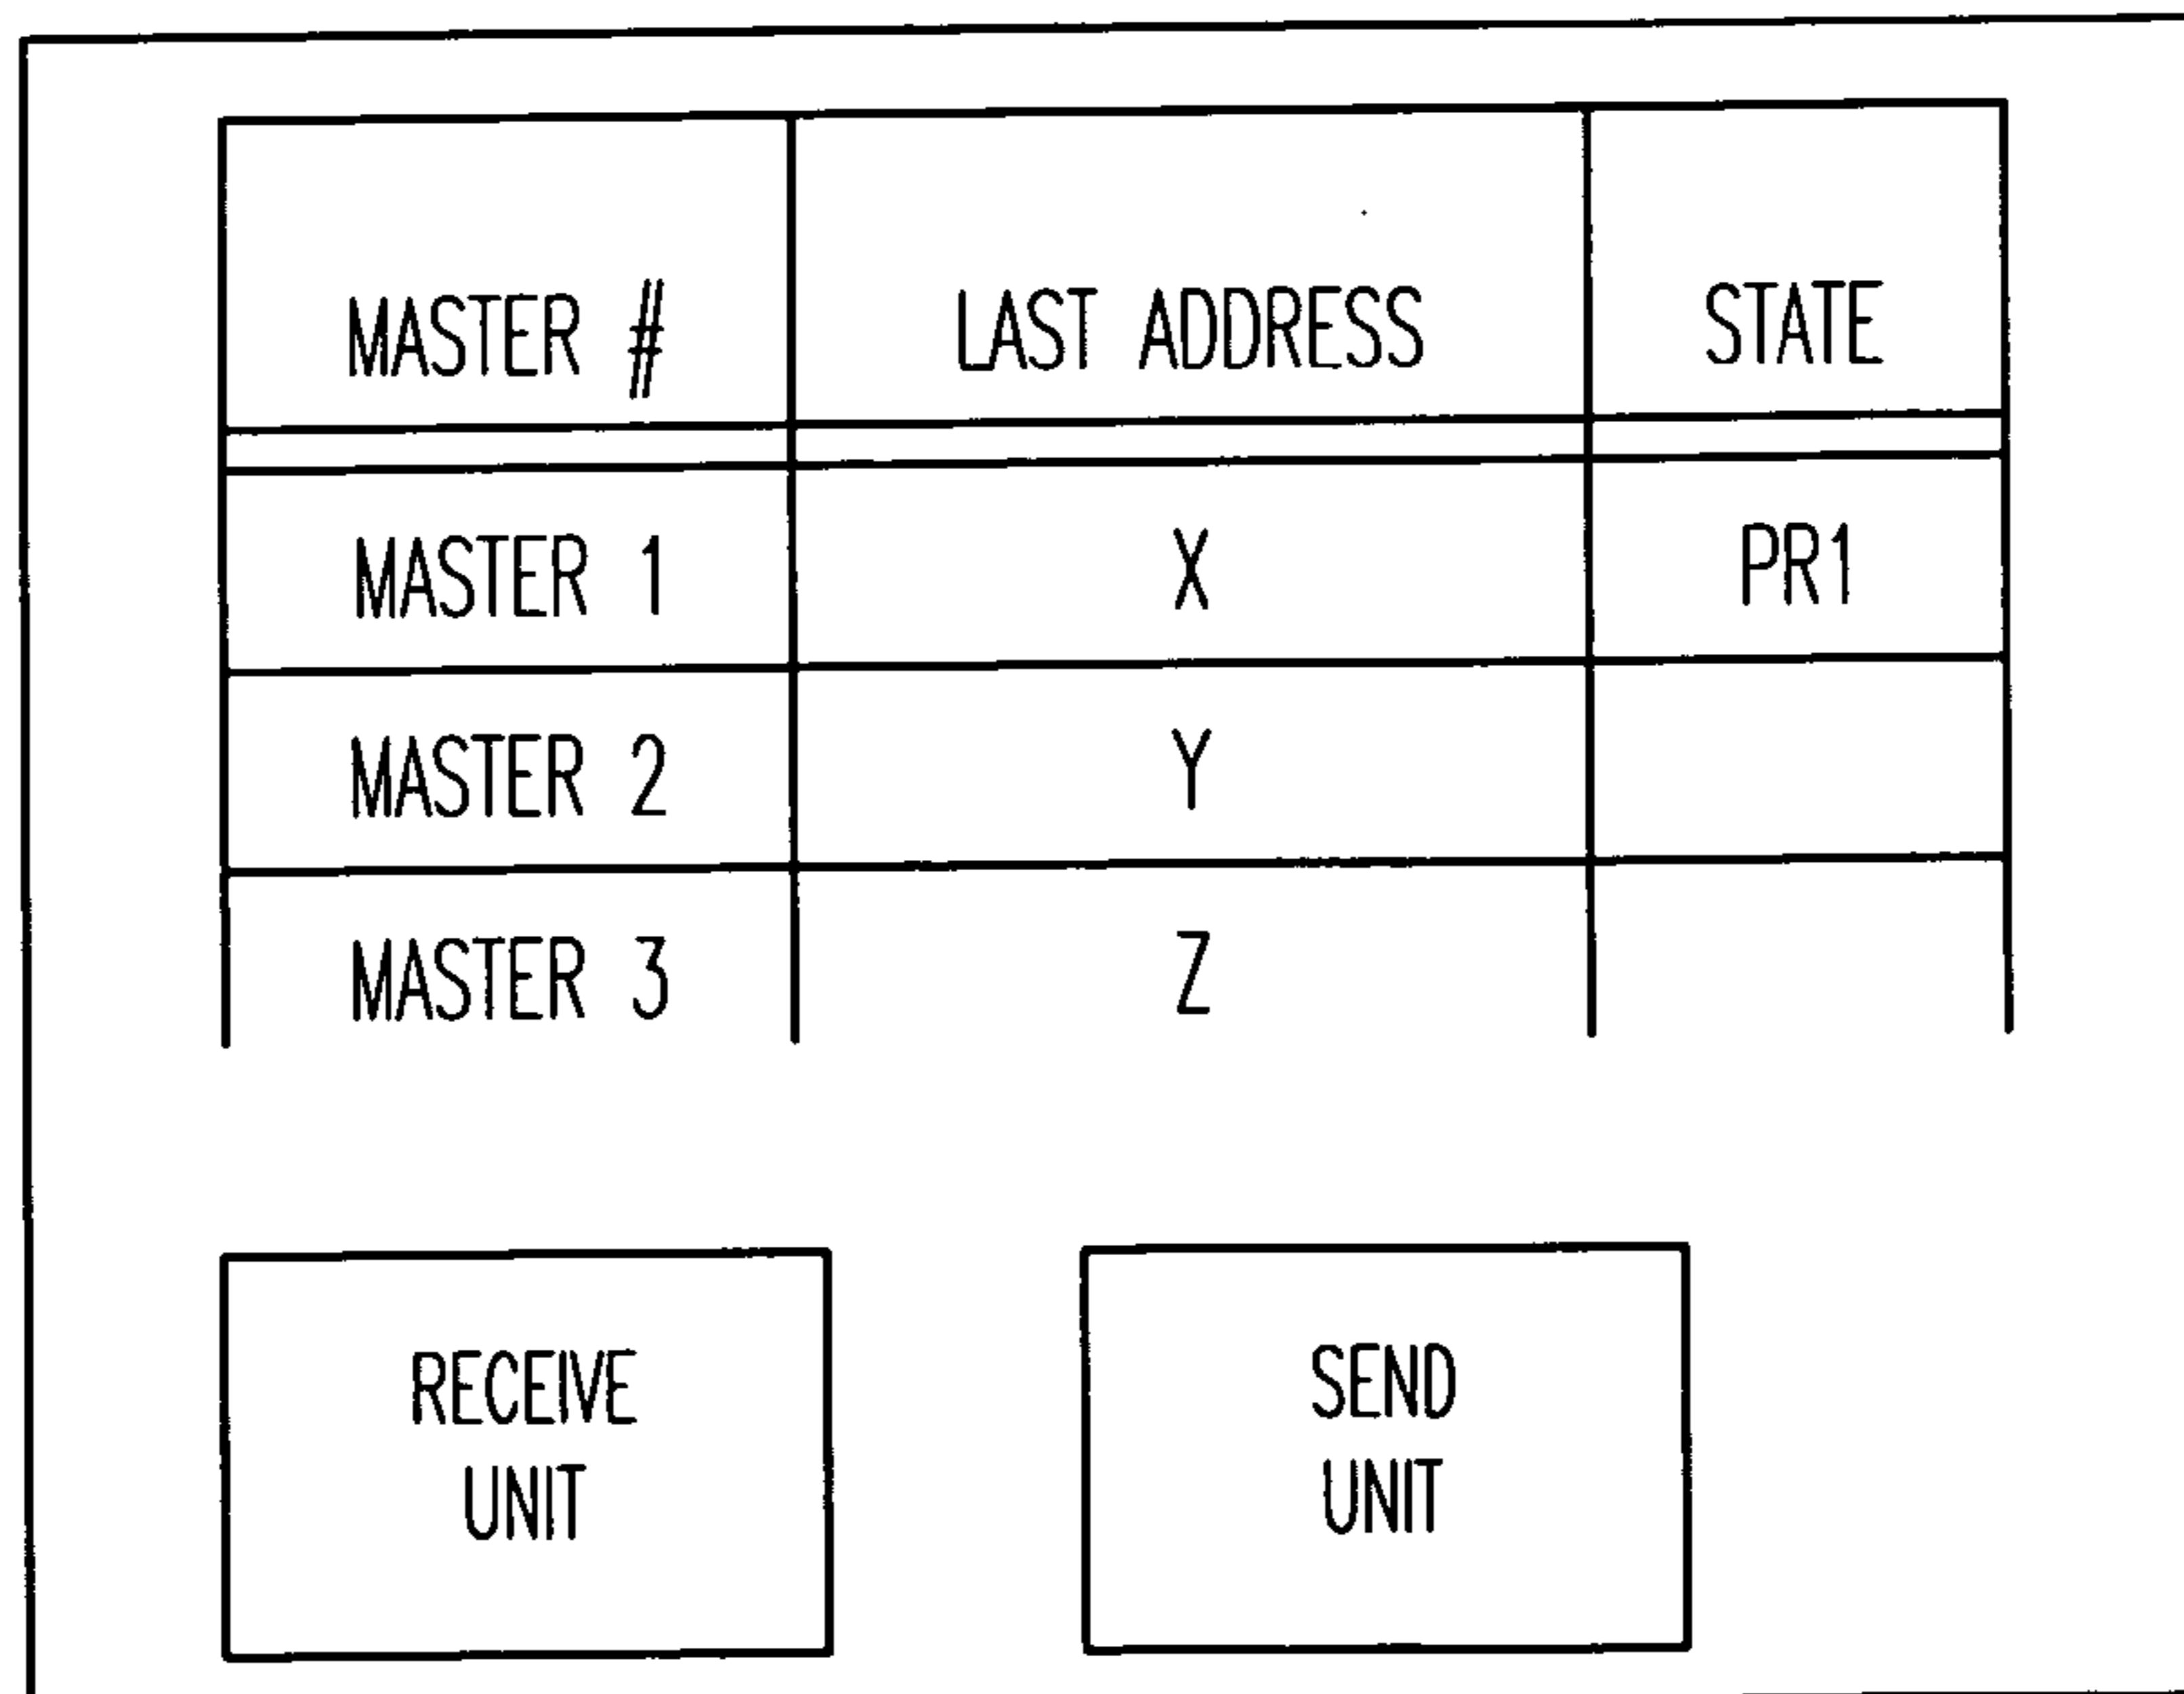 MASTER # LAST ADDRESS STATE
MASTER 1 X PR1
MASTER 2 Y
MASTER 3 Z
RECEIVE
UNIT
SEND
UNIT